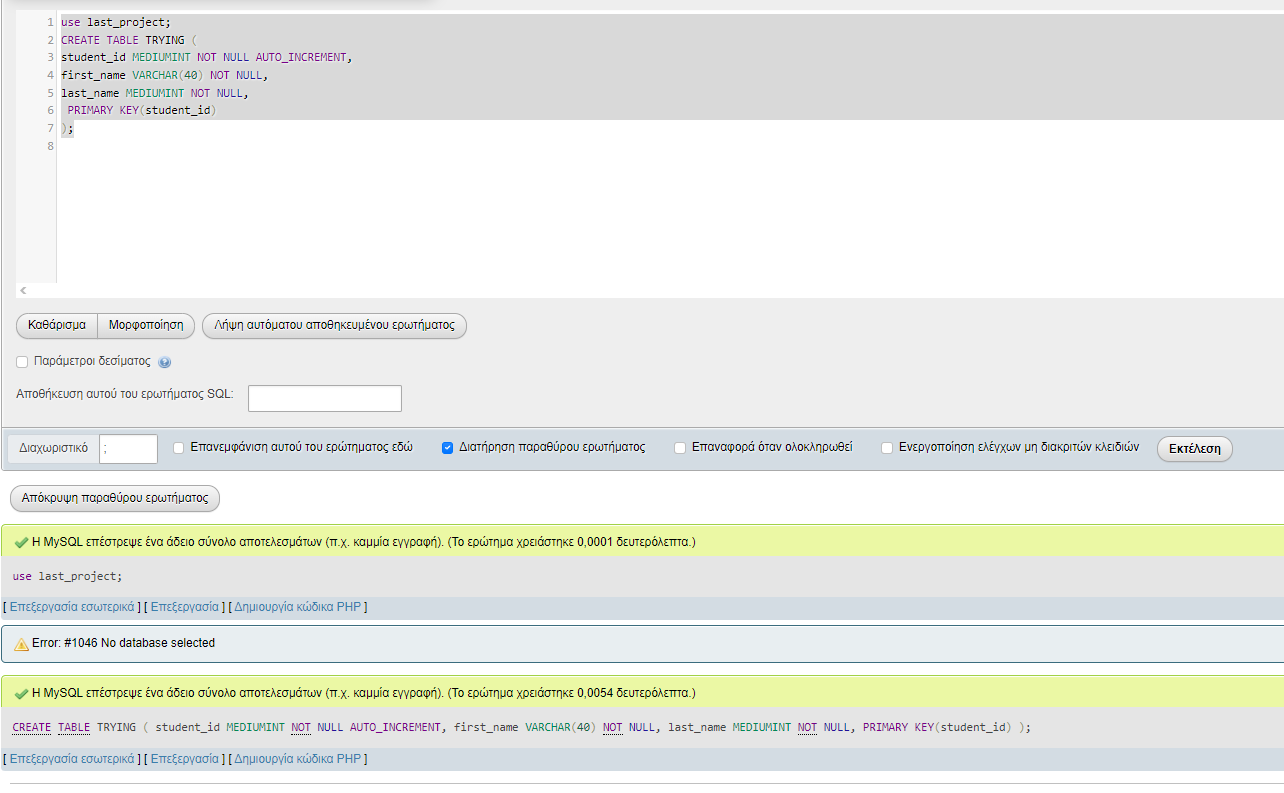 1 use last_project;
2 CREATE TABLE TRYING (
3 student_id MEDIUMINT NOT NULL AUTO_INCREMENT,
4 first_name VARCHAR(40) NOT NULL,
5 last_name MEDIUMINT NOT NULL,
6 PRIMARY KEY(student_id)
7 );
8
<
Καθάρισμα Μορφοποίηση Λήψη αυτόματου αποθηκευμένου ερωτήματος
Παράμετροι δεσίματος
Αποθήκευση αυτού του ερωτήματος SQL:
Διαχωριστικό ; Επανεμφάνιση αυτού του ερώτηματος εδώ Διατήρηση παραθύρου ερωτήματος Επαναφορά όταν ολοκληρωθεί Ενεργοποίηση ελέγχων μη διακριτών κλειδιών Εκτέλεση
Απόκρυψη παραθύρου ερωτήματος
Η MySQL επέστρεψε ένα άδειο σύνολο αποτελεσμάτων (π.χ. καμμία εγγραφή). (Το ερώτημα χρειάστηκε 0,0001 δευτερόλεπτα.)
use last_project;
[ Επεξεργασία εσωτερικά ] [ Επεξεργασία ] [ Δημιουργία κώδικα PHP ]
Error: #1046 No database selected
Η MySQL επέστρεψε ένα άδειο σύνολο αποτελεσμάτων (π.χ. καμμία εγγραφή). (Το ερώτημα χρειάστηκε 0,0054 δευτερόλεπτα.)
CREATE TABLE TRYING ( student_id MEDIUMINT NOT NULL AUTO_INCREMENT, first_name VARCHAR(40) NOT NULL, last_name MEDIUMINT NOT NULL, PRIMARY KEY(student_id) );
[ Επεξεργασία εσωτερικά ] [ Επεξεργασία ] [ Δημιουργία κώδικα PHP ]